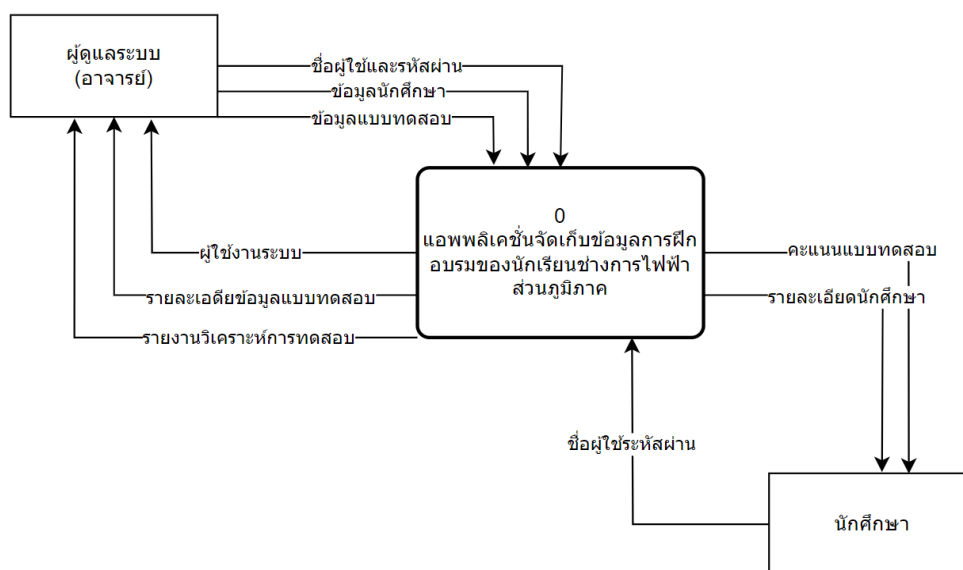 ผู้ดูแลระบบ
(อาจารย์)
ชื่อผู้ใช้และรหัสผ่าน
ข้อมูลนักศึกษา
ข้อมูลแบบทดสอบ
0
แอพพลิเคชั่นจัดเก็บข้อมูลการฝึก
อบรมของนักเรียนช่างการไฟฟ้า
ส่วนภูมิภาค
ผู้ใช้งานระบบ
รายละเอดียข้อมูลแบบทดสอบ
รายงานวิเคราะห์การทดสอบ
คะแนนแบบทดสอบ
รายละเอียดนักศึกษา
ชื่อผู้ใช้ระหัสผ่าน
นักศึกษา